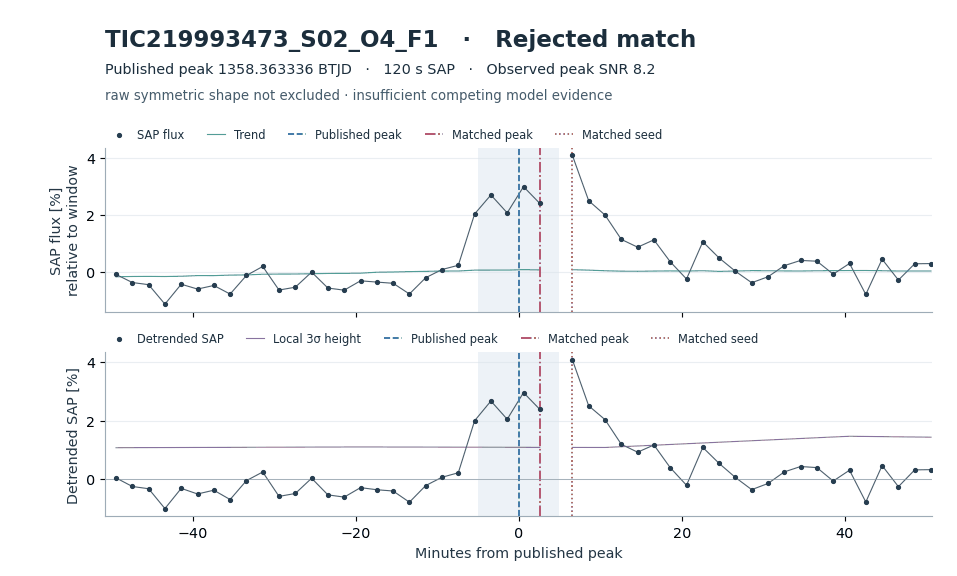 TIC219993473_S02_O4_F1 · Rejected match
Published peak 1358.363336 BTJD · 120 s SAP · Observed peak SNR 8.2
raw symmetric shape not excluded · insufficient competing model evidence
SAP flux Trend Published peak Matched peak Matched seed
SAP flux [%]
relative to window
4
2
0
Detrended SAP Local 3σ height Published peak Matched peak Matched seed
Detrended SAP [%]
4
2
0
−40 −20 0 20 40
Minutes from published peak